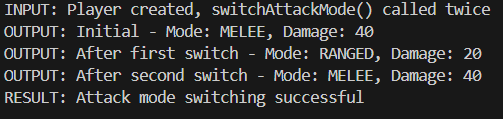 INPUT: Player created, switchAttackMode() called twice
OUTPUT: Initial - Mode: MELEE, Damage: 40
OUTPUT: After first switch - Mode: RANGED, Damage: 20
OUTPUT: After second switch - Mode: MELEE, Damage: 40
RESULT: Attack mode switching successful